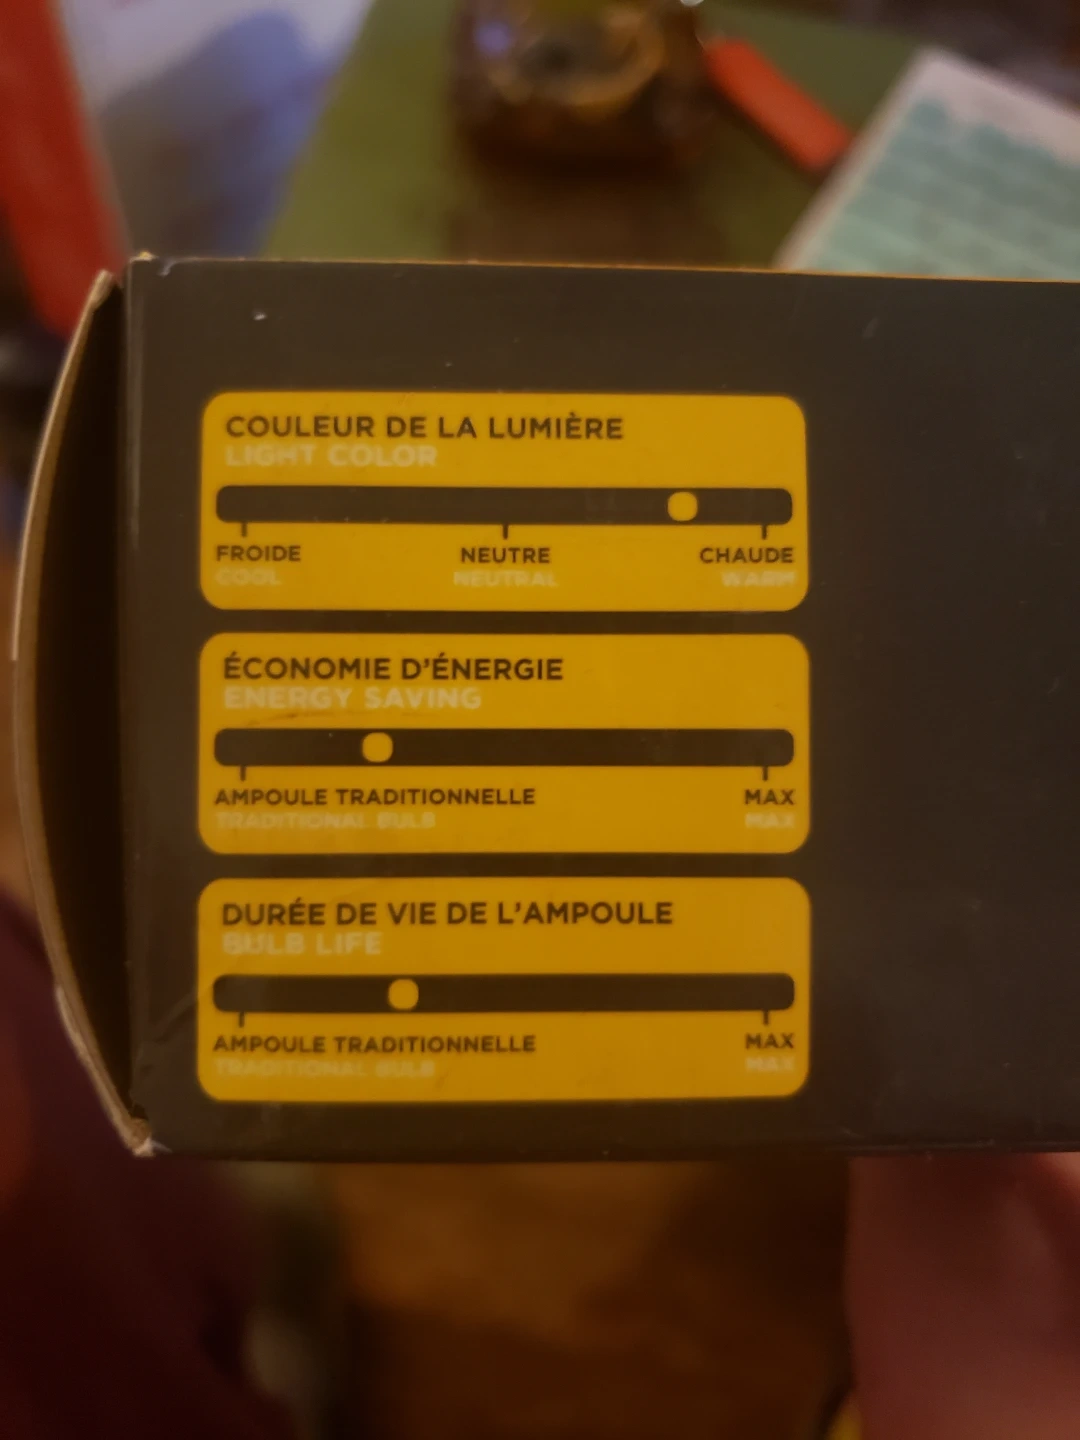 COULEUR DE LA LUMIÈRE
LIGHT COLOR
FROIDE NEUTRE CHAUDE
COOL NEUTRAL WARM
ÉCONOMIE D'ÉNERGIE
ENERGY SAVING
AMPOULE TRADITIONNELLE MAX
TRADITIONAL BULB MAX
DURÉE DE VIE DE L'AMPOULE
BULB LIFE
AMPOULE TRADITIONNELLE MAX
TRADITIONAL BULB MAX